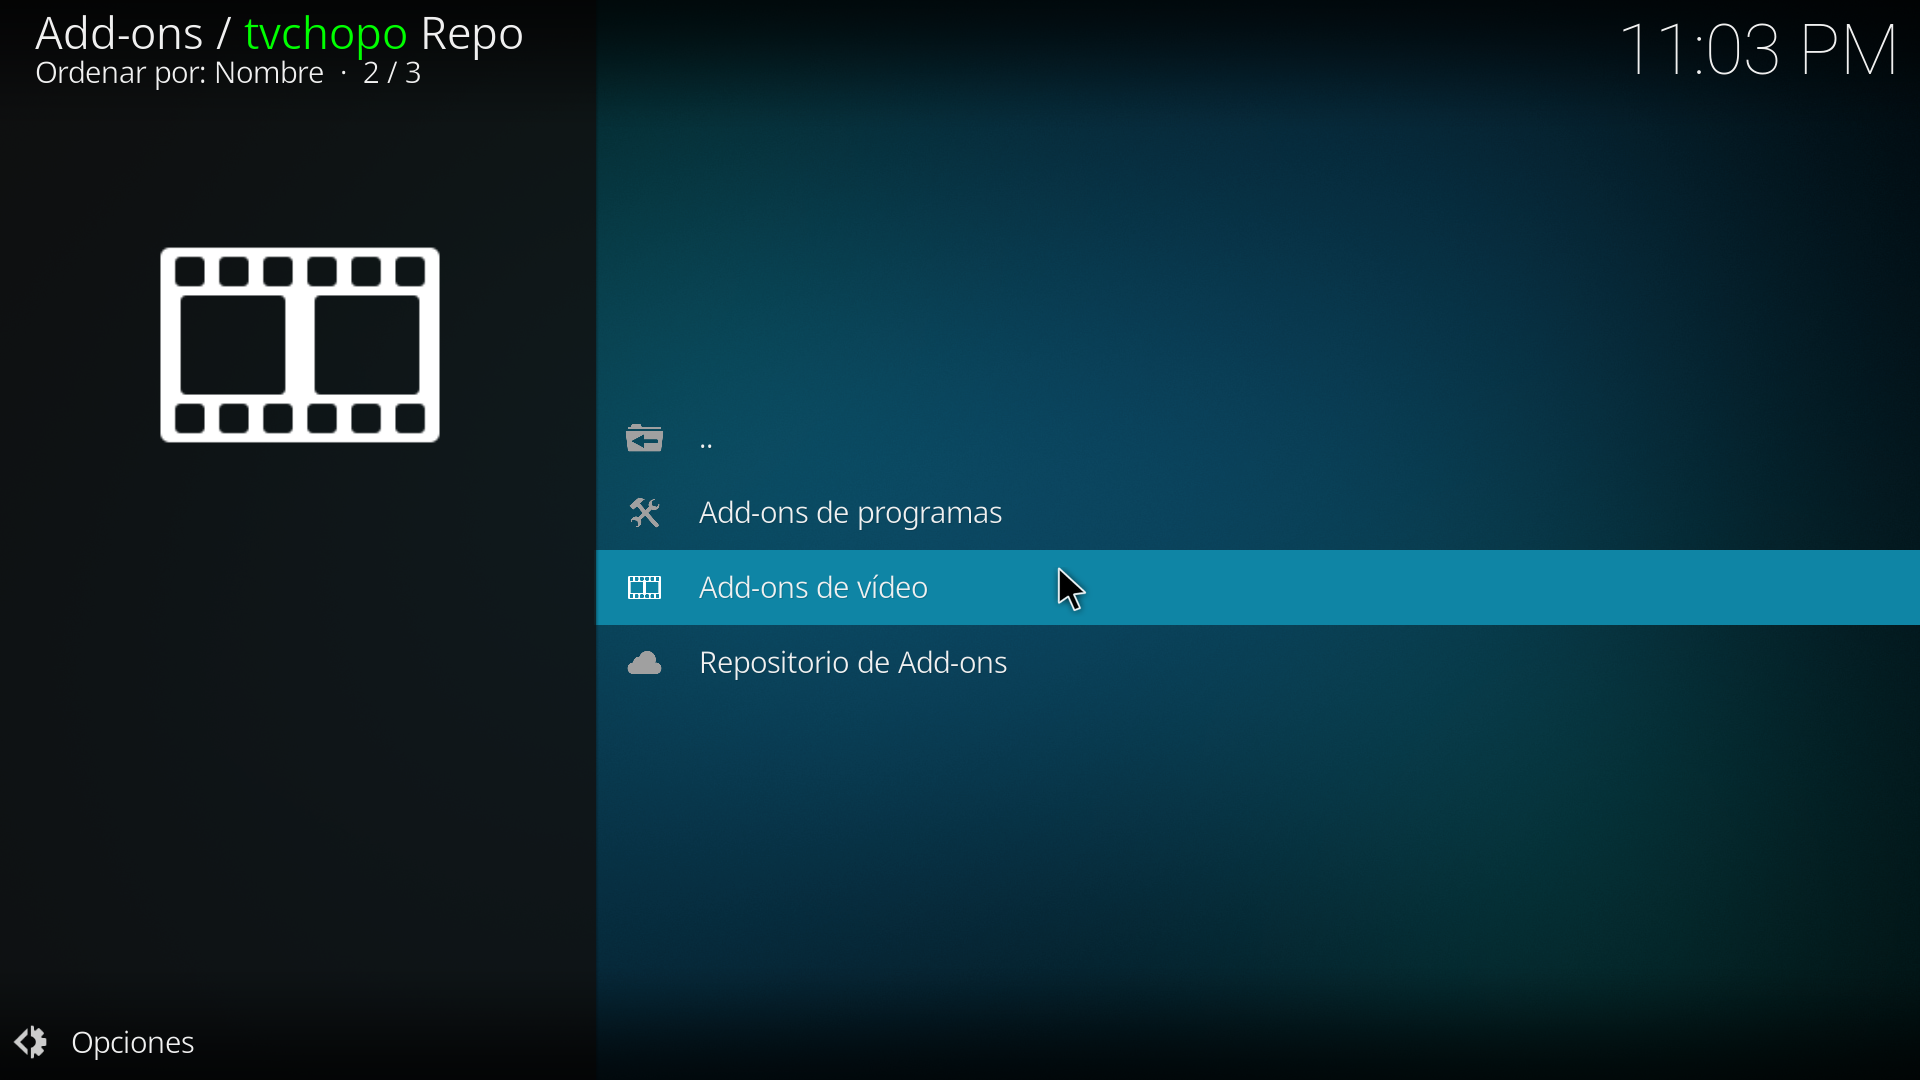 Add-ons / tvchopo Repo
Ordenar por: Nombre · 2 / 3
11:03 PM
..
Add-ons de programas
Add-ons de vídeo
Repositorio de Add-ons
Opciones